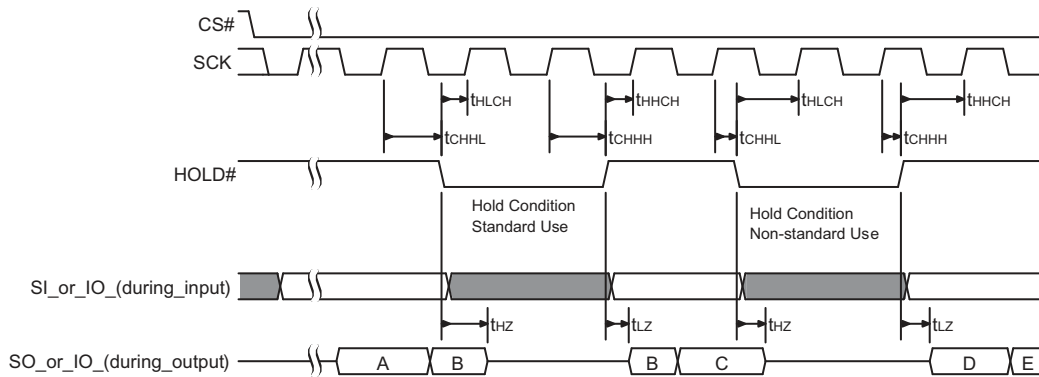 CS#
SCK
tHLCH
tHHCH
tHLCH
tHHCH
tCHHL
tCHHH
tCHHL
tCHHH
HOLD#
Hold Condition
Standard Use
Hold Condition
Non-standard Use
SI_or_IO_(during_input)
tHZ
tLZ
tHZ
tLZ
SO_or_IO_(during_output)
A
B
B
C
D
E